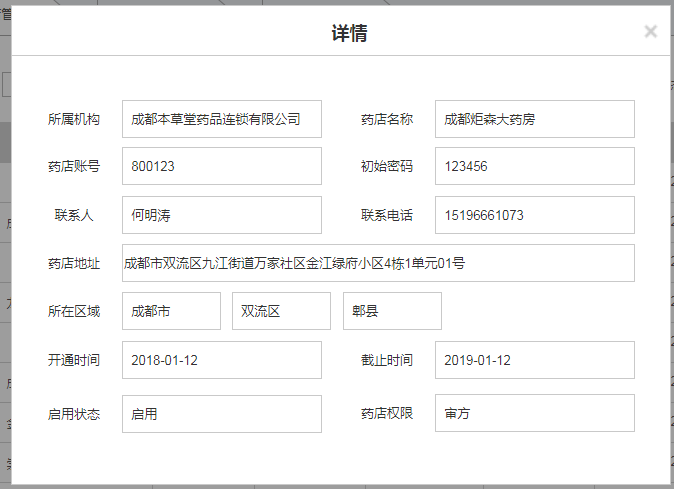 详情
所属机构 成都本草堂药品连锁有限公司 药店名称 成都炬森大药房
药店账号 800123 初始密码 123456
联系人 何明涛 联系电话 15196661073
药店地址 成都市双流区九江街道万家社区金江绿府小区4栋1单元01号
所在区域 成都市 双流区 郫县
开通时间 2018-01-12 截止时间 2019-01-12
启用状态 启用 药店权限 审方